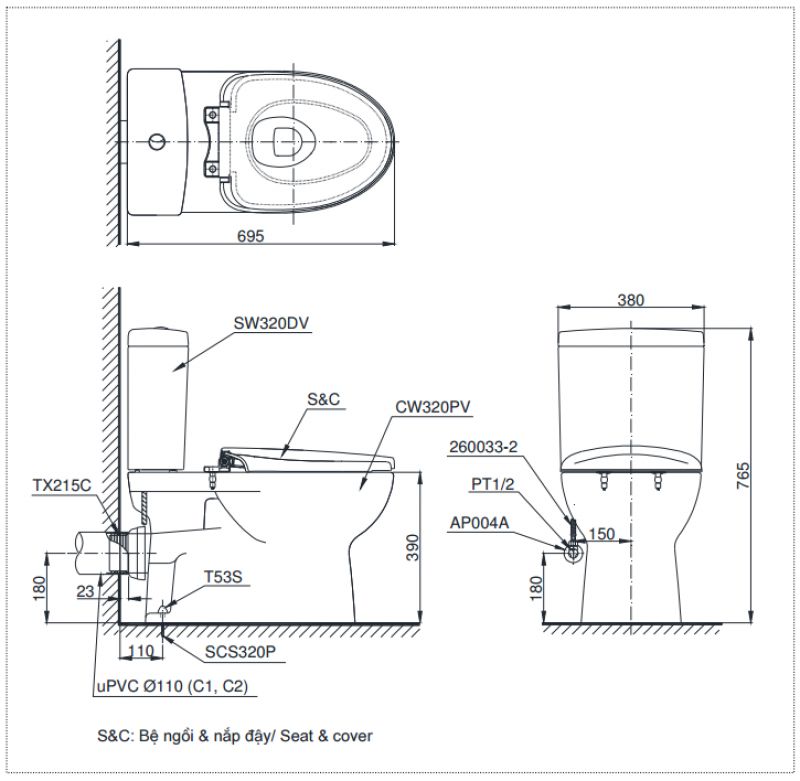 695
SW320DV
S&C
CW320PV
TX215C
390
180
23
T53S
110
SCS320P
uPVC Ø110 (C1, C2)
380
260033-2
PT1/2
AP004A
150
765
180
S&C: Bệ ngồi & nắp đậy/ Seat & cover